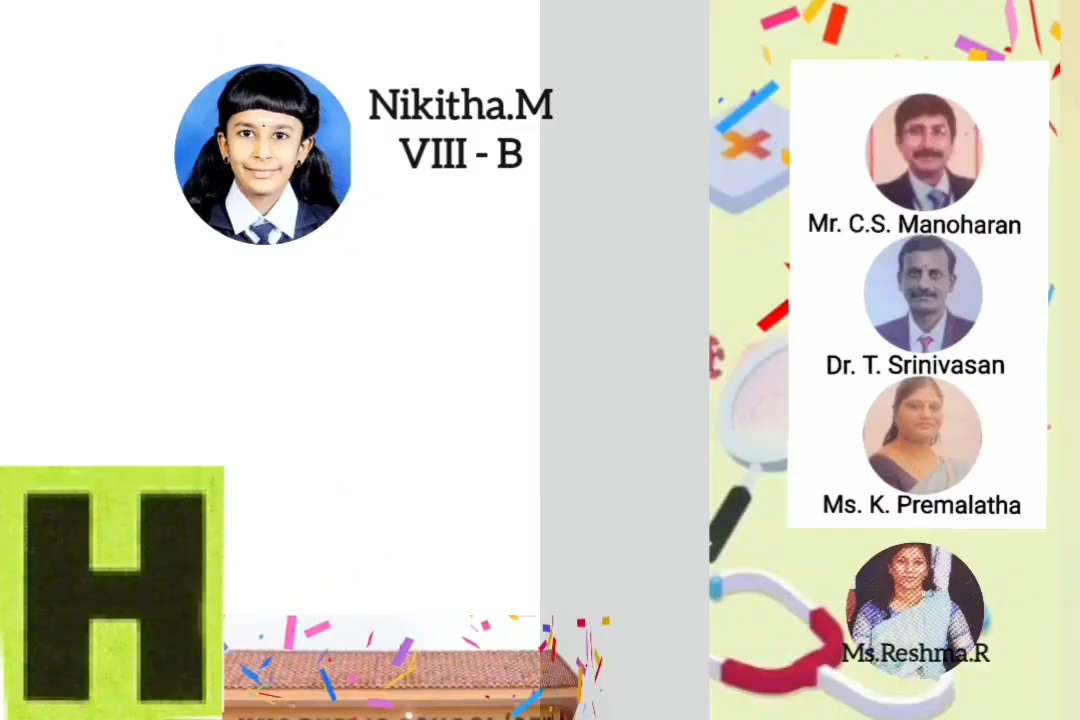 Nikitha.M
VIII - B
Mr. C.S. Manoharan
Dr. T. Srinivasan
Ms. K. Premalatha
Ms.Reshma.R
H